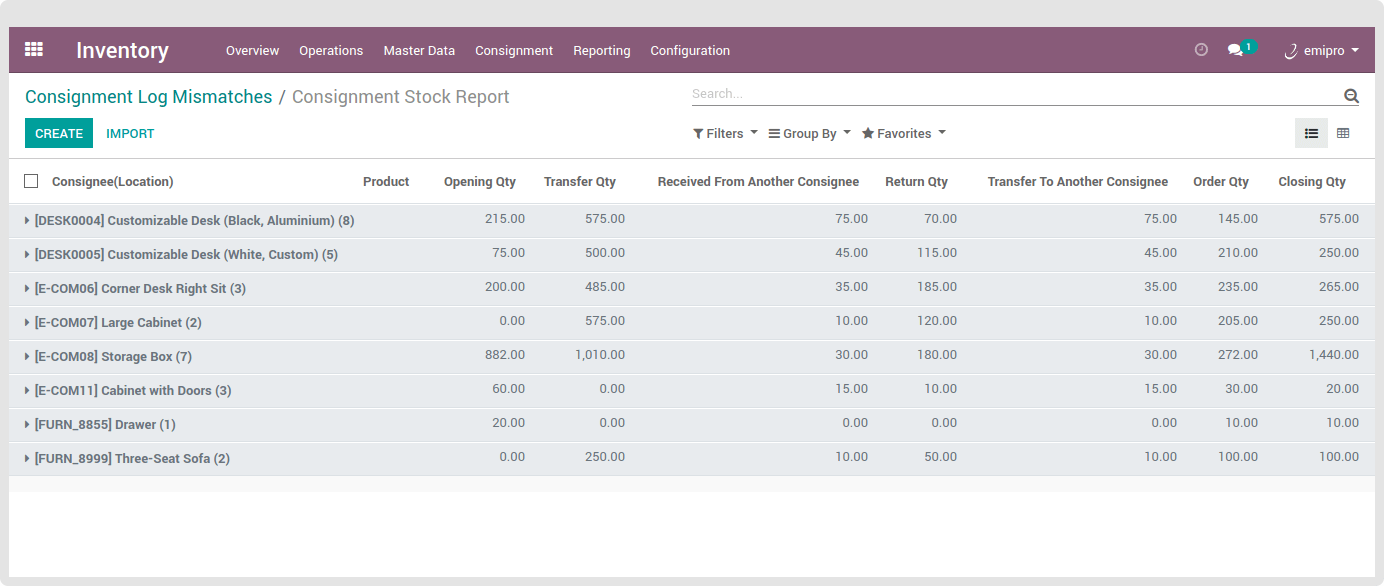 Inventory Overview Operations Master Data Consignment Reporting Configuration 1 emipro
Consignment Log Mismatches / Consignment Stock Report Search...
CREATE IMPORT Filters Group By Favorites
Consignee(Location) Product Opening Qty Transfer Qty Received From Another Consignee Return Qty Transfer To Another Consignee Order Qty Closing Qty
[DESK0004] Customizable Desk (Black, Aluminium) (8) 215.00 575.00 75.00 70.00 75.00 145.00 575.00
[DESK0005] Customizable Desk (White, Custom) (5) 75.00 500.00 45.00 115.00 45.00 210.00 250.00
[E-COM06] Corner Desk Right Sit (3) 200.00 485.00 35.00 185.00 35.00 235.00 265.00
[E-COM07] Large Cabinet (2) 0.00 575.00 10.00 120.00 10.00 205.00 250.00
[E-COM08] Storage Box (7) 882.00 1,010.00 30.00 180.00 30.00 272.00 1,440.00
[E-COM11] Cabinet with Doors (3) 60.00 0.00 15.00 10.00 15.00 30.00 20.00
[FURN_8855] Drawer (1) 20.00 0.00 0.00 0.00 0.00 10.00 10.00
[FURN_8999] Three-Seat Sofa (2) 0.00 250.00 10.00 50.00 10.00 100.00 100.00